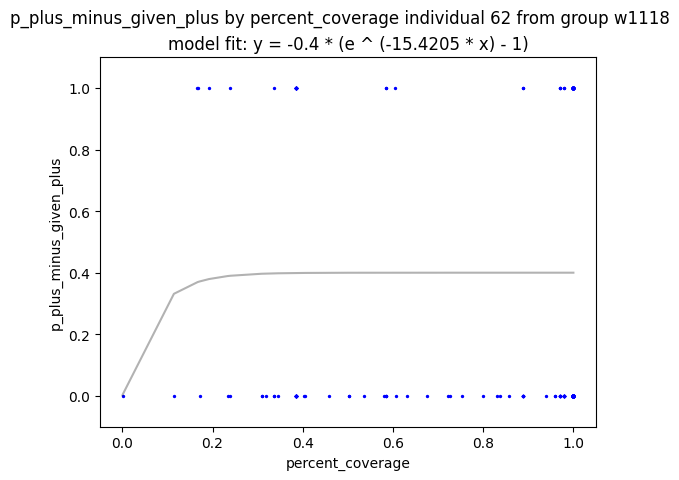 p_plus_minus_given_plus by percent_coverage individual 62 from group w1118
model fit: y = -0.4 * (e ^ (-15.4205 * x) - 1)
1.0
0.8
0.6
0.4
0.2
0.0
p_plus_minus_given_plus
0.0 0.2 0.4 0.6 0.8 1.0
percent_coverage